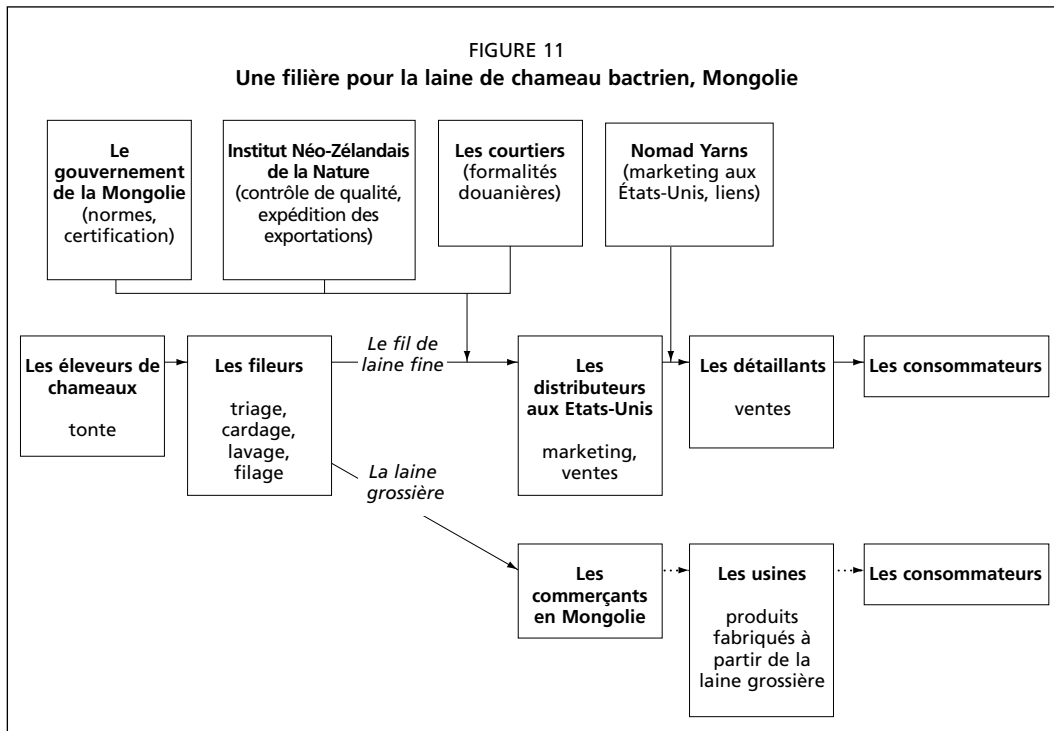 FIGURE 11
Une filière pour la laine de chameau bactrien, Mongolie
Le
gouvernement
de la Mongolie
(normes,
certification)
Institut Néo-Zélandais
de la Nature
(contrôle de qualité,
expédition des
exportations)
Les courtiers
(formalités
douanières)
Nomad Yarns
(marketing aux
États-Unis, liens)
Les éleveurs de
chameaux
tonte
Les fileurs
triage,
cardage,
lavage,
filage
Le fil de
laine fine
Les
distributeurs
aux Etats-Unis
marketing,
ventes
Les détaillants
ventes
Les consommateurs
La laine
grossière
Les
commerçants
en Mongolie
Les usines
produits
fabriqués à
partir de la
laine grossière
Les consommateurs